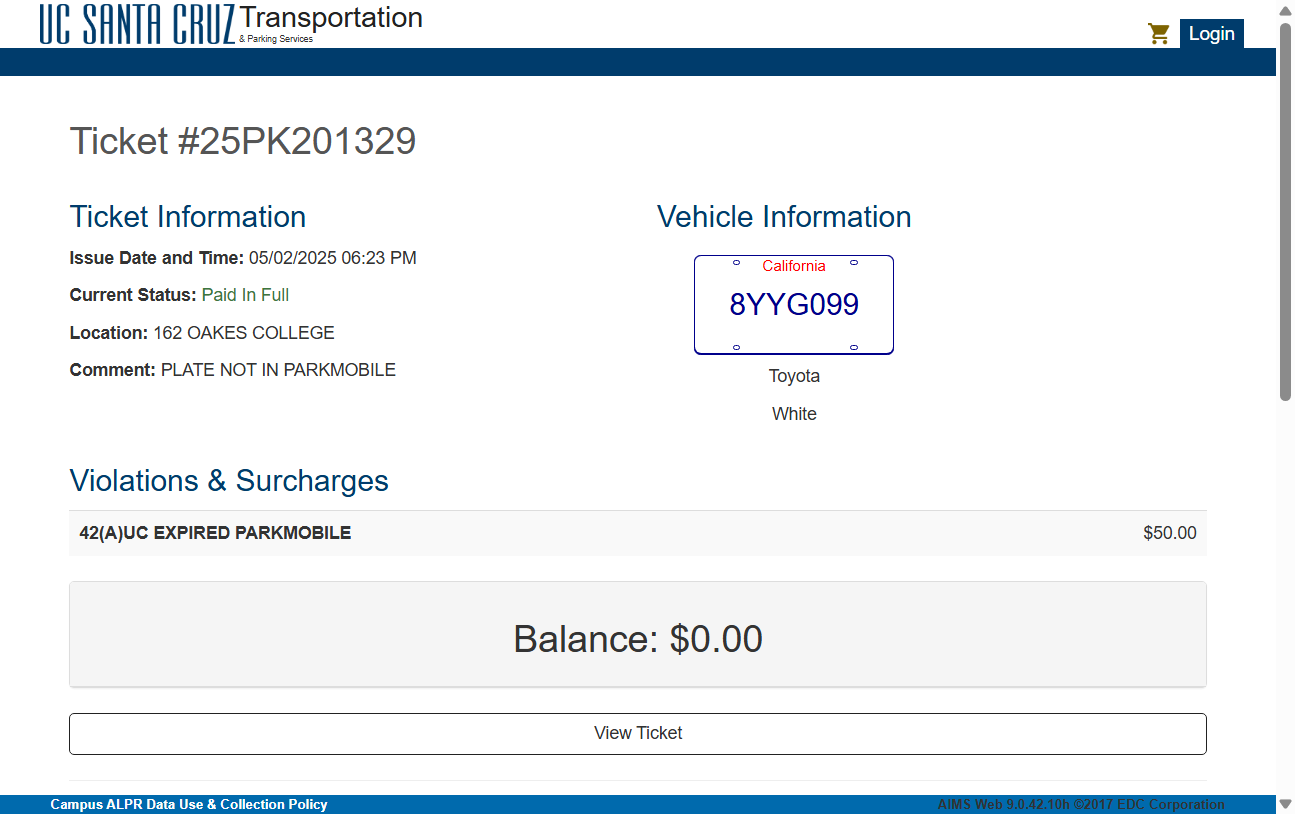 UC SANTA CRUZ Transportation
& Parking Services
Login
Ticket #25PK201329
Ticket Information
Issue Date and Time: 05/02/2025 06:23 PM
Current Status: Paid In Full
Location: 162 OAKES COLLEGE
Comment: PLATE NOT IN PARKMOBILE
Vehicle Information
California
8YYG099
Toyota
White
Violations & Surcharges
42(A)UC EXPIRED PARKMOBILE $50.00
Balance: $0.00
View Ticket
Campus ALPR Data Use & Collection Policy AIMS Web 9.0.42.10h ©2017 EDC Corporation